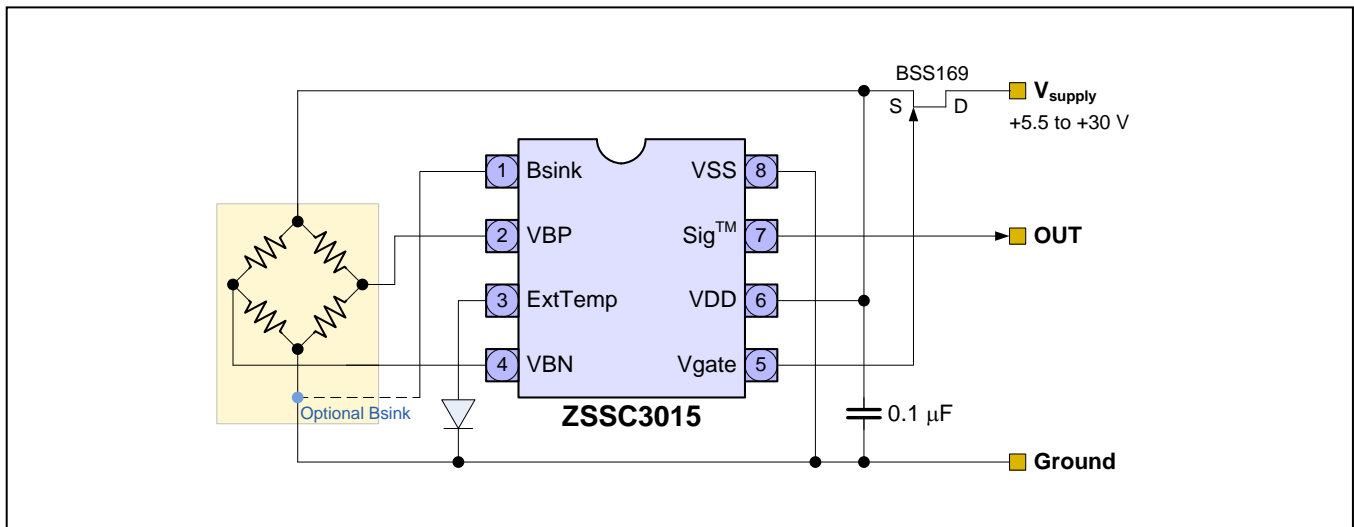 BSS169
S D
V_supply
+5.5 to +30 V
1 Bsink
VSS 8
2 VBP
Sig™ 7
OUT
3 ExtTemp
VDD 6
4 VBN
Vgate 5
Optional Bsink
ZSSC3015
0.1 μF
Ground